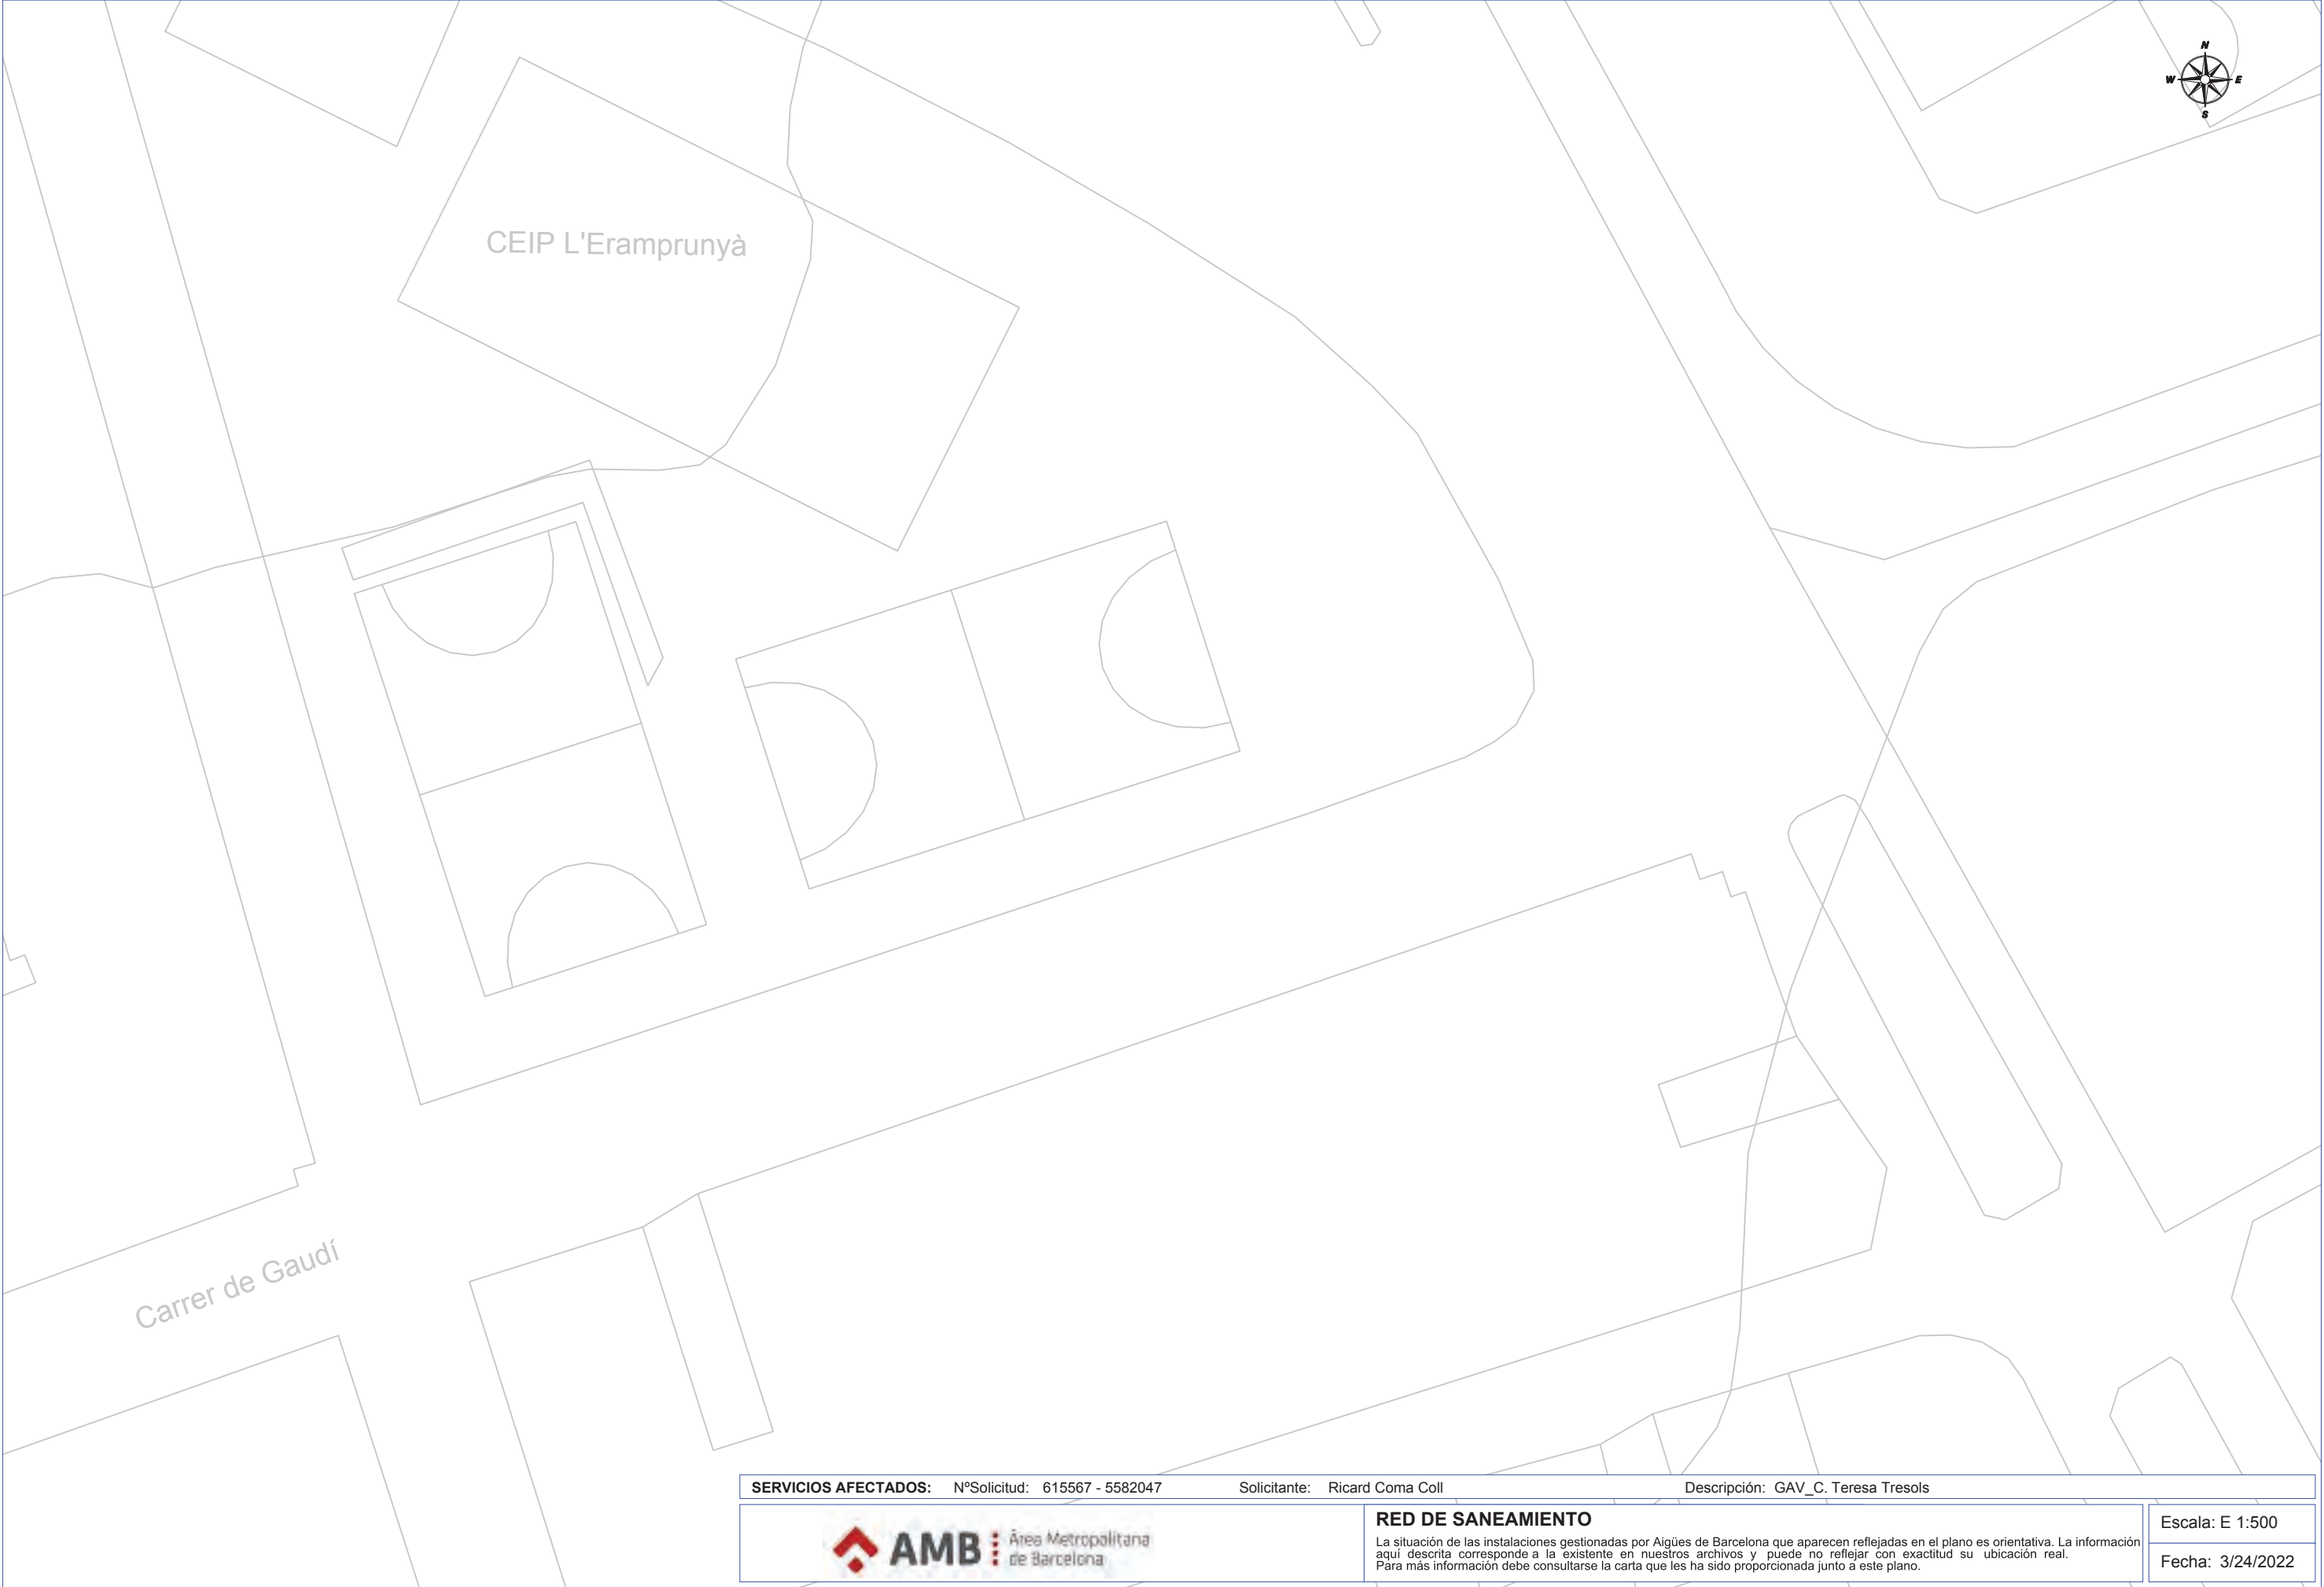 N
W E
S
CEIP L'Eramprunyà
Carrer de Gaudí
SERVICIOS AFECTADOS: NºSolicitud: 615567 - 5582047 Solicitante: Ricard Coma Coll Descripción: GAV_C. Teresa Tresols
AMB Àrea Metropolitana
de Barcelona
RED DE SANEAMIENTO
La situación de las instalaciones gestionadas por Aigües de Barcelona que aparecen reflejadas en el plano es orientativa. La información
aquí descrita corresponde a la existente en nuestros archivos y puede no reflejar con exactitud su ubicación real.
Para más información debe consultarse la carta que les ha sido proporcionada junto a este plano.
Escala: E 1:500
Fecha: 3/24/2022